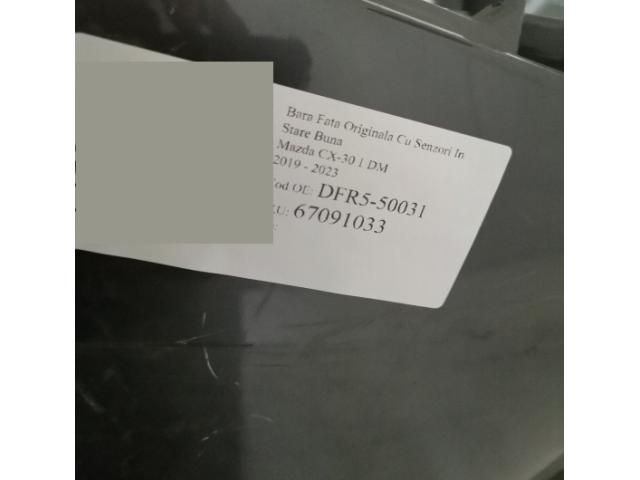 Bara Fata Originala Cu Senzori In
Stare Buna
Mazda CX-30 1 DM
2019 - 2023
od OE: DFR5-50031
U: 67091033